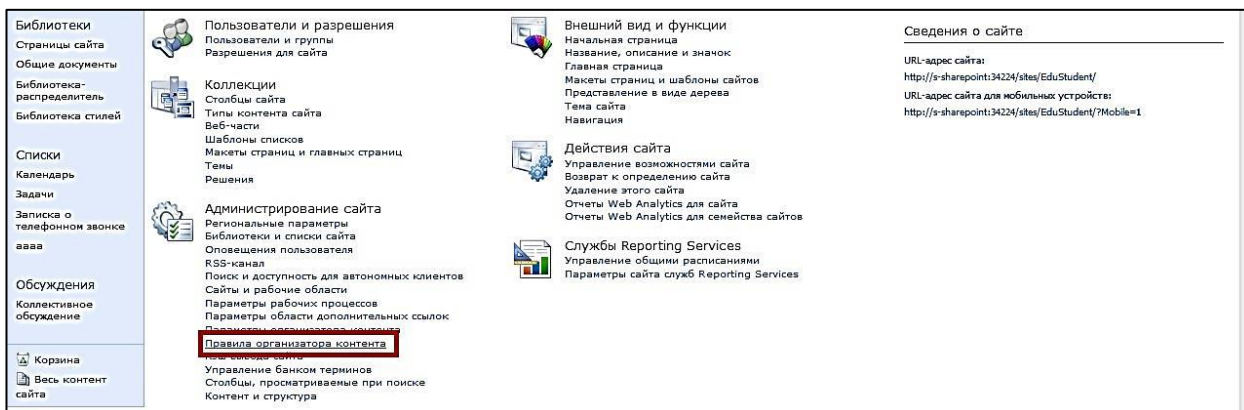 Библиотеки
Страницы сайта
Общие документы
Библиотека-
распределитель
Библиотека стилей
Списки
Календарь
Задачи
Записка о
телефонном звонке
аааа
Обсуждения
Коллективное
обсуждение
Корзина
Весь контент
сайта
Пользователи и разрешения
Пользователи и группы
Разрешения для сайта
Коллекции
Столбцы сайта
Типы контента сайта
Веб-части
Шаблоны списков
Макеты страниц и главных страниц
Темы
Решения
Администрирование сайта
Региональные параметры
Библиотеки и списки сайта
Оповещения пользователя
RSS-канал
Поиск и доступность для автономных клиентов
Сайты и рабочие области
Параметры рабочих процессов
Параметры области дополнительных ссылок
Параметры организатора контента
Правила организатора контента
Кэш вывода сайта
Управление банком терминов
Столбцы, просматриваемые при поиске
Контент и структура
Внешний вид и функции
Начальная страница
Название, описание и значок
Главная страница
Макеты страниц и шаблоны сайтов
Представление в виде дерева
Тема сайта
Навигация
Действия сайта
Управление возможностями сайта
Возврат к определению сайта
Удаление этого сайта
Отчеты Web Analytics для сайта
Отчеты Web Analytics для семейства сайтов
Службы Reporting Services
Управление общими расписаниями
Параметры сайта служб Reporting Services
Сведения о сайте
URL-адрес сайта:
http://s-sharepoint:34224/sites/EduStudent/
URL-адрес сайта для мобильных устройств:
http://s-sharepoint:34224/sites/EduStudent/?Mobile=1